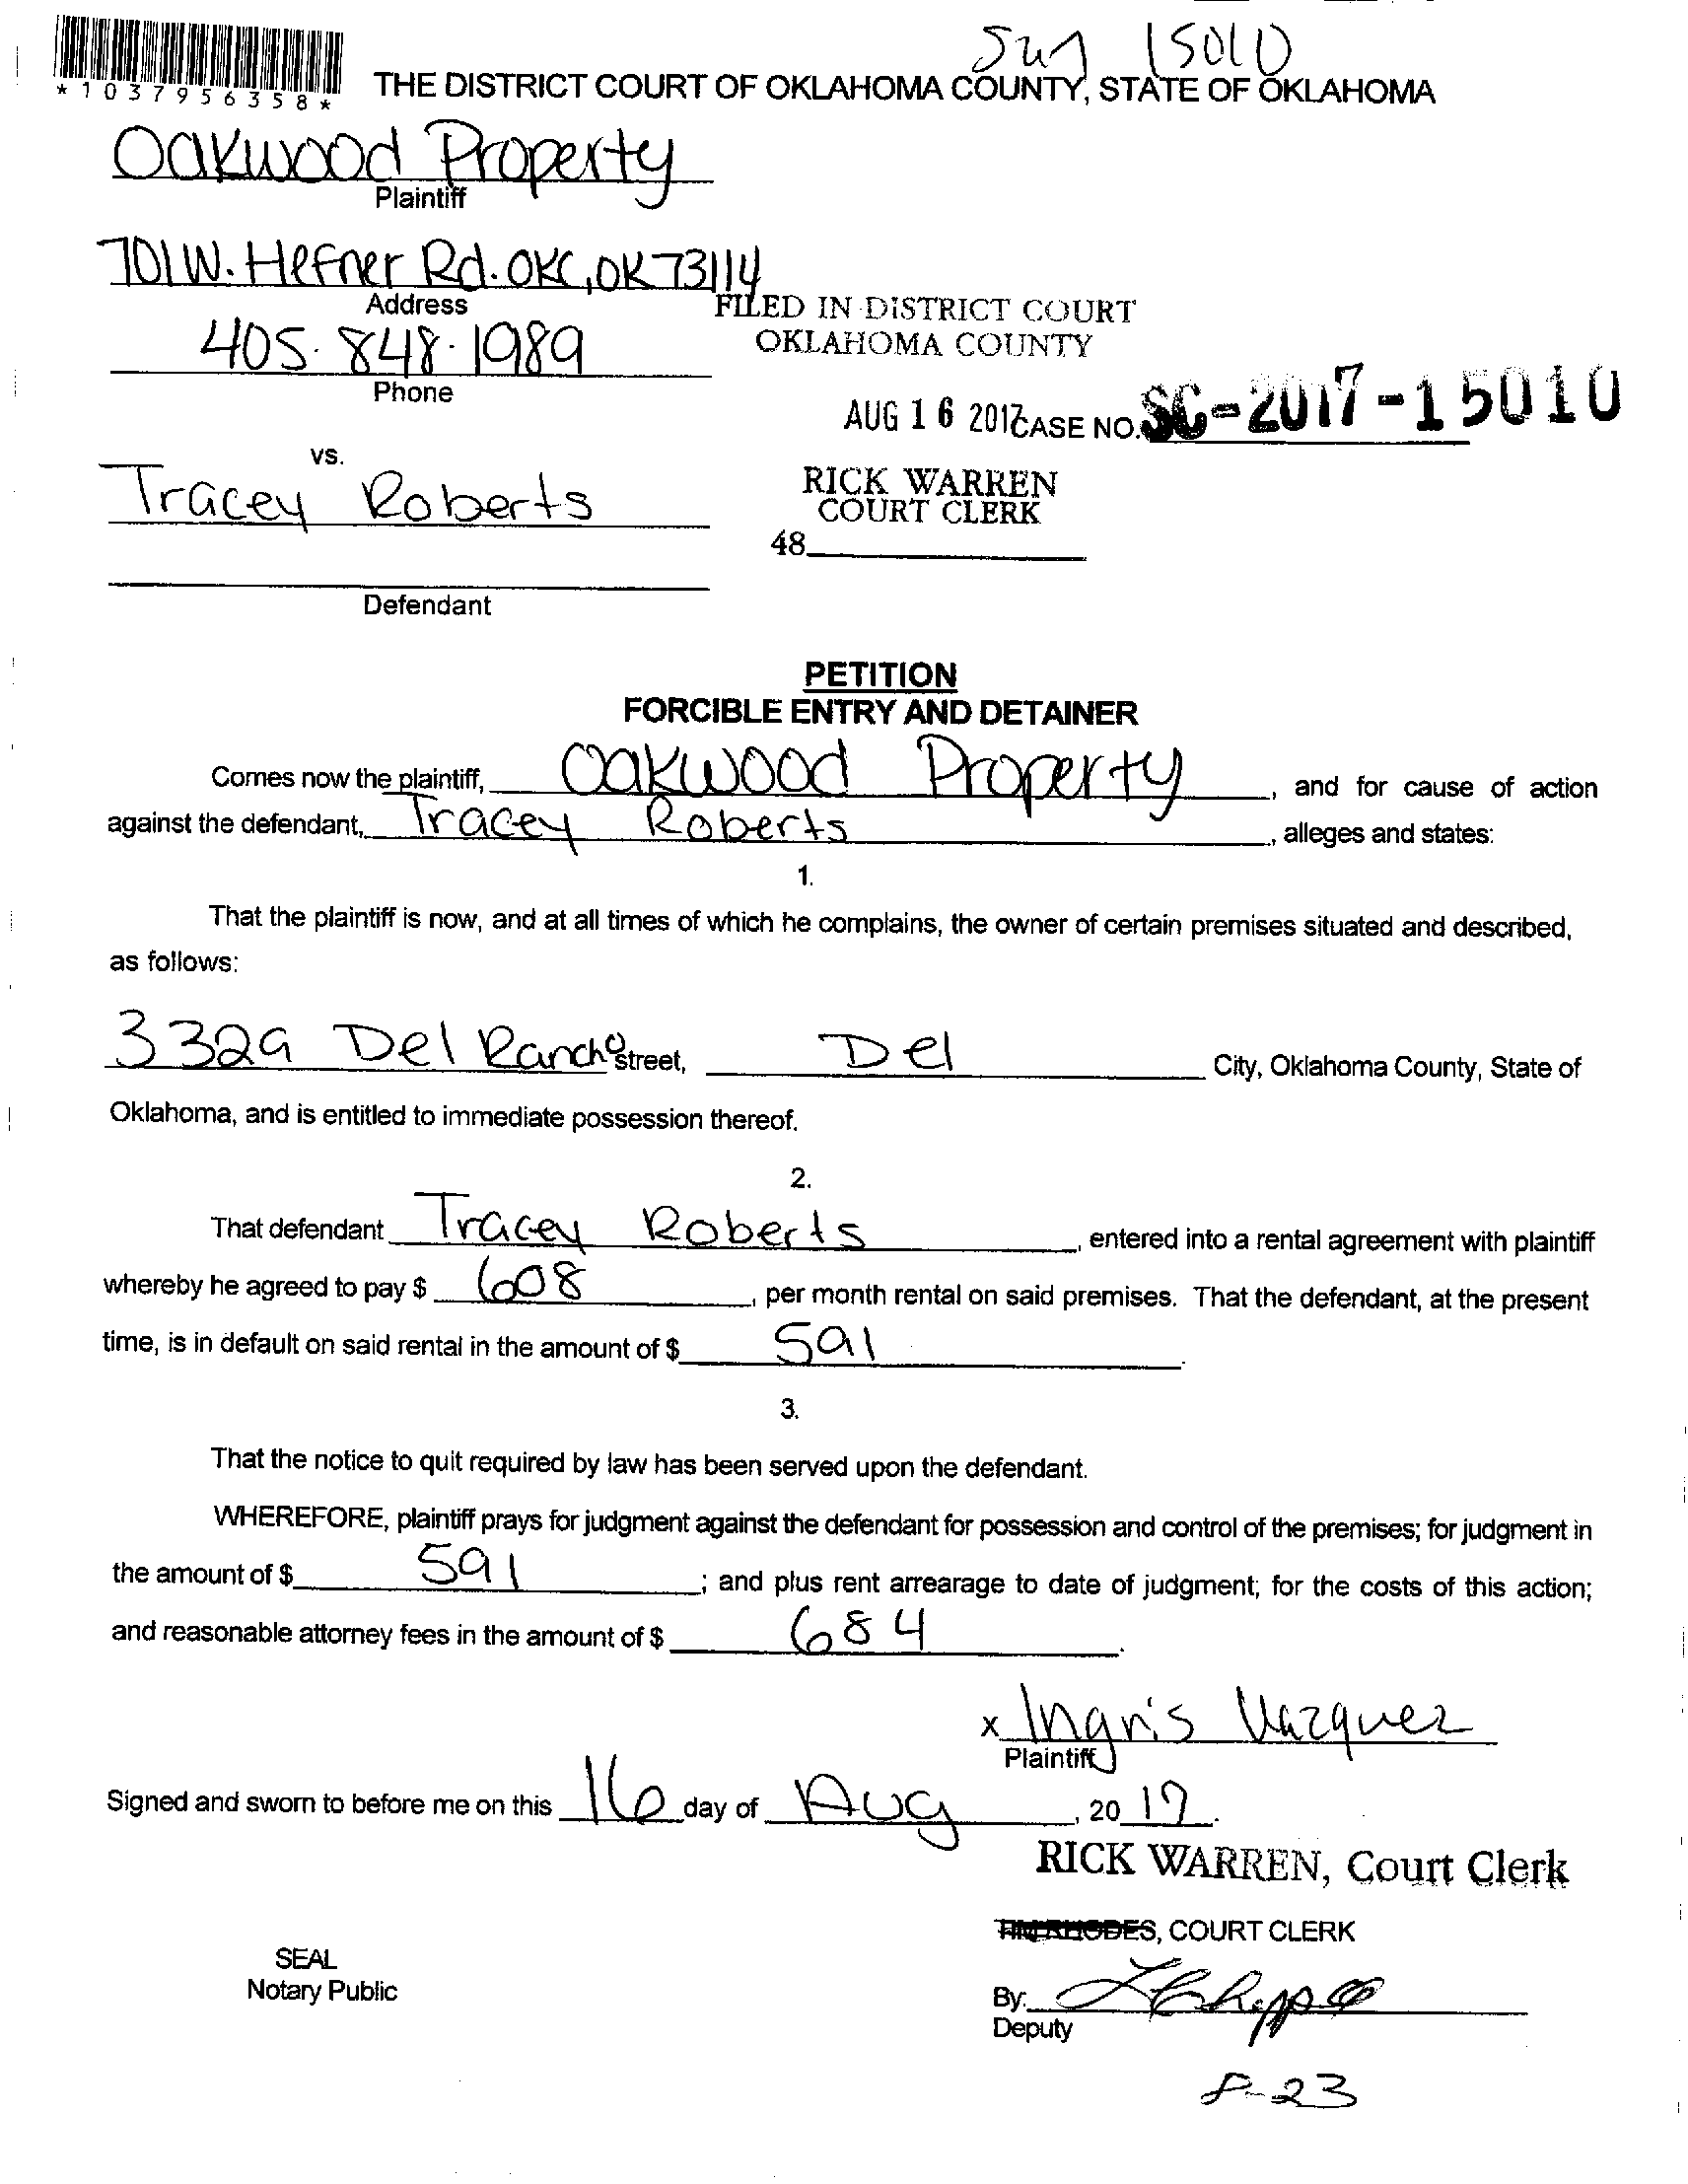 15010
*1037956358*
THE DISTRICT COURT OF OKLAHOMA COUNTY, STATE OF OKLAHOMA
Oakwood Property
Plaintiff
701 W. Hefner Rd. OKC, OK 73114
Address
FILED IN DISTRICT COURT
OKLAHOMA COUNTY
405-848-1989
Phone
AUG 16 2017 CASE NO. SC-2017-15010
vs.
Tracey Roberts
RICK WARREN
COURT CLERK
48
Defendant
PETITION
FORCIBLE ENTRY AND DETAINER
Comes now the plaintiff, Oakwood Property, and for cause of action
against the defendant, Tracey Roberts, alleges and states:
1.
That the plaintiff is now, and at all times of which he complains, the owner of certain premises situated and described,
as follows:
3329 Del Rancho street, Del City, Oklahoma County, State of
Oklahoma, and is entitled to immediate possession thereof.
2.
That defendant Tracey Roberts, entered into a rental agreement with plaintiff
whereby he agreed to pay $ 608, per month rental on said premises. That the defendant, at the present
time, is in default on said rental in the amount of $ 591.
3.
That the notice to quit required by law has been served upon the defendant.
WHEREFORE, plaintiff prays for judgment against the defendant for possession and control of the premises; for judgment in
the amount of $ 591; and plus rent arrearage to date of judgment; for the costs of this action;
and reasonable attorney fees in the amount of $ 684.
x Ingris Vazquez
Plaintiff
Signed and sworn to before me on this 16 day of Aug, 2017.
RICK WARREN, Court Clerk
RHODES, COURT CLERK
SEAL
Notary Public
By:
Deputy
8-23